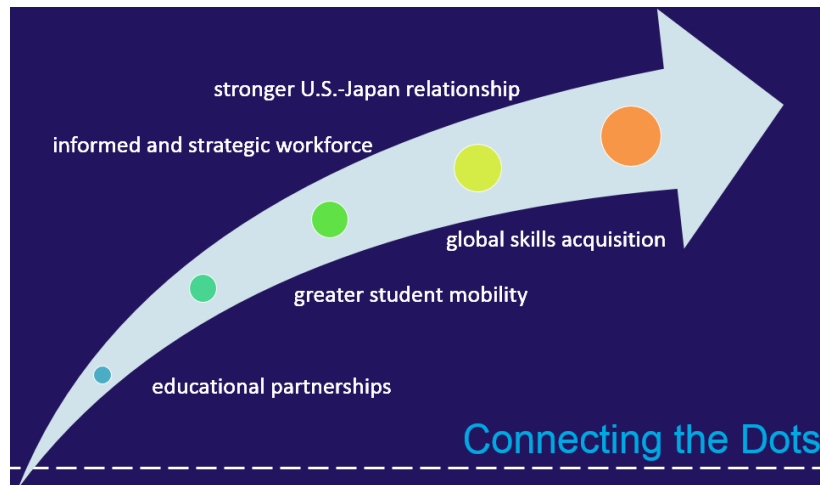 stronger U.S.-Japan relationship
informed and strategic workforce
global skills acquisition
greater student mobility
educational partnerships
Connecting the Dots